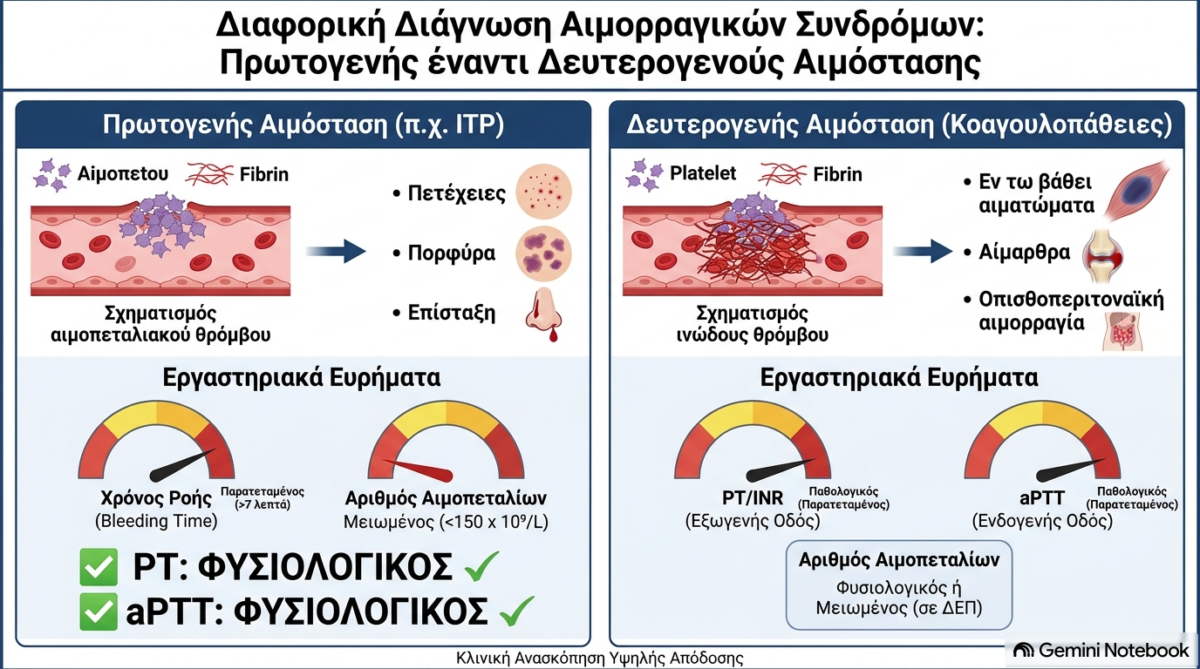 Διαφορική Διάγνωση Αιμορραγικών Συνδρόμων:
Πρωτογενής έναντι Δευτερογενούς Αιμόστασης
Πρωτογενής Αιμόσταση (π.χ. ITP)
Αίμοπετου
Fibrin
• Πετέχειες
• Πορφύρα
• Επίσταξη
Σχηματισμός
αιμοπεταλιακού θρόμβου
Εργαστηριακά Ευρήματα
Χρόνος Ροής
(Bleeding Time)
Παρατεταμένος
(>7 λεπτά)
Αριθμός Αιμοπεταλίων
Μειωμένος (<150 x 10⁹/L)
PT: ΦΥΣΙΟΛΟΓΙΚΟΣ
aPTT: ΦΥΣΙΟΛΟΓΙΚΟΣ
Δευτερογενής Αιμόσταση (Κοαγουλοπάθειες)
Platelet
Fibrin
• Εν τω βάθει
αιματώματα
• Αίμαρθρα
• Οπισθοπεριτοναϊκή
αιμορραγία
Σχηματισμός
ινώδους θρόμβου
Εργαστηριακά Ευρήματα
PT/INR
(Εξωγενής Οδός)
Παθολογικός
(Παρατεταμένος)
aPTT
(Ενδογενής Οδός)
Παθολογικός
(Παρατεταμένος)
Αριθμός Αιμοπεταλίων
Φυσιολογικός ή
Μειωμένος (σε ΔΕΠ)
Κλινική Ανασκόπηση Υψηλής Απόδοσης
Gemini Notebook